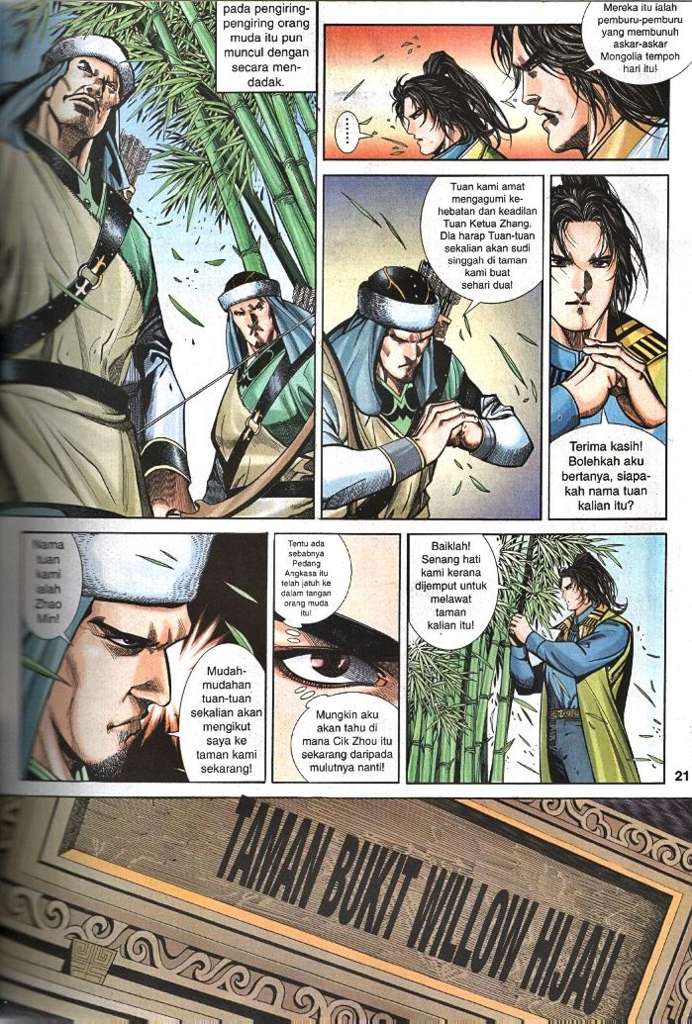 pada pengiring-
pengiring orang
muda itu pun
muncul dengan
secara men-
dadak.
......
Mereka itu ialah
pemburu-pemburu
yang membunuh
askar-askar
Mongolia tempoh
hari itu!
Tuan kami amat
mengagumi ke-
hebatan dan keadilan
Tuan Ketua Zhang.
Dia harap Tuan-tuan
sekalian akan sudi
singgah di taman
kami buat
sehari dua!
Terima kasih!
Bolehkah aku
bertanya, siapa-
kah nama tuan
kalian itu?
Nama
tuan
kami
ialah
Zhao
Min!
Mudah-
mudahan
tuan-tuan
sekalian akan
mengikut
saya ke
taman kami
sekarang!
Tentu ada
sebabnya
Pedang
Angkasa itu
telah jatuh ke
dalam tangan
orang muda
itu!
Mungkin aku
akan tahu di
mana Cik Zhou itu
sekarang daripada
mulutnya nanti!
Baiklah!
Senang hati
kami kerana
dijemput untuk
melawat
taman
kalian itu!
21
TAMAN BUKIT WILLOW HIJAU